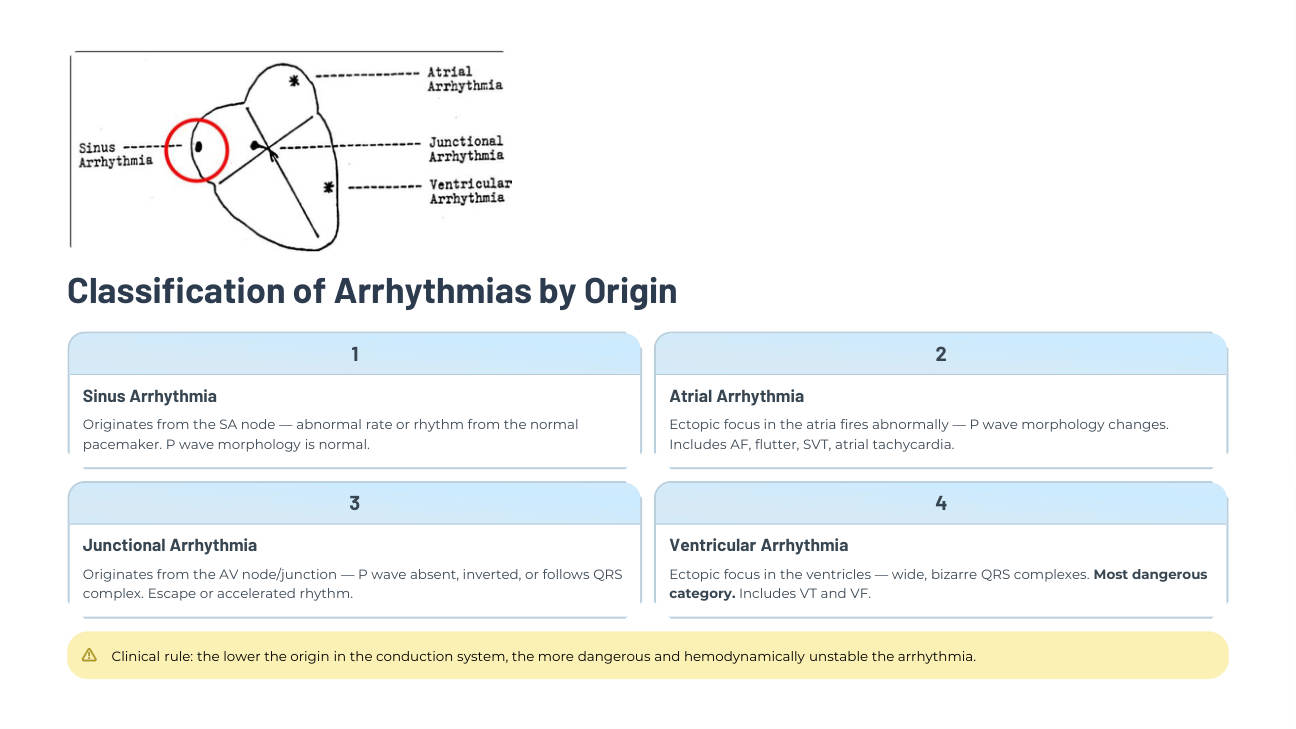 Atrial
Arrhythmia
Sinus
Arrhythmia
Junctional
Arrhythmia
Ventricular
Arrhythmia
Classification of Arrhythmias by Origin
1
Sinus Arrhythmia
Originates from the SA node — abnormal rate or rhythm from the normal
pacemaker. P wave morphology is normal.
2
Atrial Arrhythmia
Ectopic focus in the atria fires abnormally — P wave morphology changes.
Includes AF, flutter, SVT, atrial tachycardia.
3
Junctional Arrhythmia
Originates from the AV node/junction — P wave absent, inverted, or follows QRS
complex. Escape or accelerated rhythm.
4
Ventricular Arrhythmia
Ectopic focus in the ventricles — wide, bizarre QRS complexes. Most dangerous
category. Includes VT and VF.
Clinical rule: the lower the origin in the conduction system, the more dangerous and hemodynamically unstable the arrhythmia.